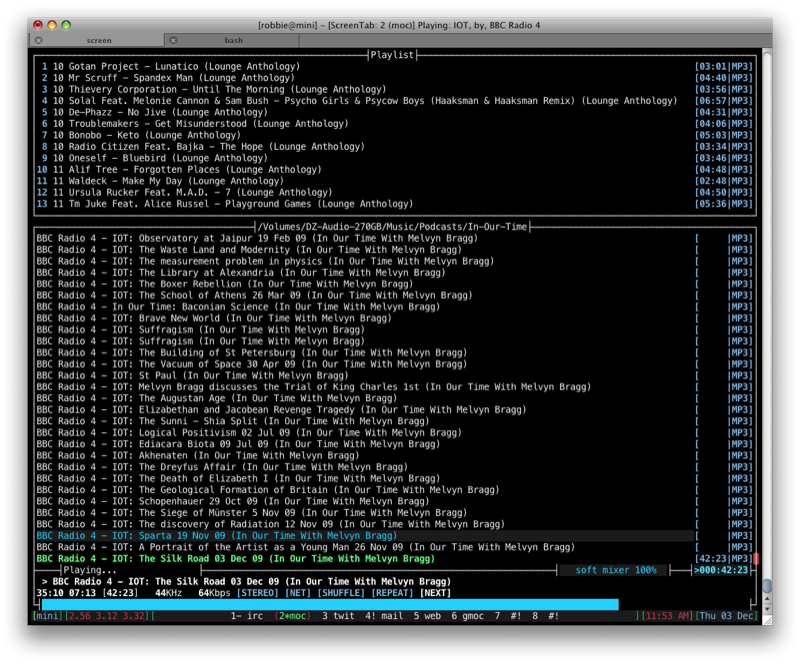 [robbie@mini] - [ScreenTab: 2 (moc)] Playing: IOT, by, BBC Radio 4
screen bash
Playlist
1 10 Gotan Project - Lunatico (Lounge Anthology) [03:01|MP3]
2 10 Mr Scruff - Spandex Man (Lounge Anthology) [04:40|MP3]
3 10 Thievery Corporation - Until The Morning (Lounge Anthology) [03:56|MP3]
4 10 Solal Feat. Melonie Cannon & Sam Bush - Psycho Girls & Psycow Boys (Haaksman & Haaksman Remix) (Lounge Anthology) [06:57|MP3]
5 10 De-Phazz - No Jive (Lounge Anthology) [04:31|MP3]
6 10 Troublemakers - Get Misunderstood (Lounge Anthology) [04:06|MP3]
7 10 Bonobo - Keto (Lounge Anthology) [05:03|MP3]
8 10 Radio Citizen Feat. Bajka - The Hope (Lounge Anthology) [03:34|MP3]
9 10 Oneself - Bluebird (Lounge Anthology) [03:46|MP3]
10 11 Alif Tree - Forgotten Places (Lounge Anthology) [04:48|MP3]
11 11 Waldeck - Make My Day (Lounge Anthology) [02:48|MP3]
12 11 Ursula Rucker Feat. M.A.D. - 7 (Lounge Anthology) [04:50|MP3]
13 11 Tm Juke Feat. Alice Russel - Playground Games (Lounge Anthology) [05:36|MP3]
/Volumes/DZ-Audio-270GB/Music/Podcasts/In-Our-Time
BBC Radio 4 - IOT: Observatory at Jaipur 19 Feb 09 (In Our Time With Melvyn Bragg) [ |MP3]
BBC Radio 4 - IOT: The Waste Land and Modernity (In Our Time With Melvyn Bragg) [ |MP3]
BBC Radio 4 - IOT: The measurement problem in physics (In Our Time With Melvyn Bragg) [ |MP3]
BBC Radio 4 - IOT: The Library at Alexandria (In Our Time With Melvyn Bragg) [ |MP3]
BBC Radio 4 - IOT: The Boxer Rebellion (In Our Time With Melvyn Bragg) [ |MP3]
BBC Radio 4 - IOT: The School of Athens 26 Mar 09 (In Our Time With Melvyn Bragg) [ |MP3]
BBC Radio 4 - In Our Time: Baconian Science (In Our Time With Melvyn Bragg) [ |MP3]
BBC Radio 4 - IOT: Brave New World (In Our Time With Melvyn Bragg) [ |MP3]
BBC Radio 4 - IOT: Suffragism (In Our Time With Melvyn Bragg) [ |MP3]
BBC Radio 4 - IOT: Suffragism (In Our Time With Melvyn Bragg) [ |MP3]
BBC Radio 4 - IOT: The Building of St Petersburg (In Our Time With Melvyn Bragg) [ |MP3]
BBC Radio 4 - IOT: The Vacuum of Space 30 Apr 09 (In Our Time With Melvyn Bragg) [ |MP3]
BBC Radio 4 - IOT: St Paul (In Our Time With Melvyn Bragg) [ |MP3]
BBC Radio 4 - IOT: Melvyn Bragg discusses the Trial of King Charles 1st (In Our Time With Melvyn Bragg) [ |MP3]
BBC Radio 4 - IOT: The Augustan Age (In Our Time With Melvyn Bragg) [ |MP3]
BBC Radio 4 - IOT: Elizabethan and Jacobean Revenge Tragedy (In Our Time With Melvyn Bragg) [ |MP3]
BBC Radio 4 - IOT: The Sunni - Shia Split (In Our Time With Melvyn Bragg) [ |MP3]
BBC Radio 4 - IOT: Logical Positivism 02 Jul 09 (In Our Time With Melvyn Bragg) [ |MP3]
BBC Radio 4 - IOT: Ediacara Biota 09 Jul 09 (In Our Time With Melvyn Bragg) [ |MP3]
BBC Radio 4 - IOT: Akhenaten (In Our Time With Melvyn Bragg) [ |MP3]
BBC Radio 4 - IOT: The Dreyfus Affair (In Our Time With Melvyn Bragg) [ |MP3]
BBC Radio 4 - IOT: The Death of Elizabeth I (In Our Time With Melvyn Bragg) [ |MP3]
BBC Radio 4 - IOT: The Geological Formation of Britain (In Our Time With Melvyn Bragg) [ |MP3]
BBC Radio 4 - IOT: Schopenhauer 29 Oct 09 (In Our Time With Melvyn Bragg) [ |MP3]
BBC Radio 4 - IOT: The Siege of Münster 5 Nov 09 (In Our Time With Melvyn Bragg) [ |MP3]
BBC Radio 4 - IOT: The discovery of Radiation 12 Nov 09 (In Our Time With Melvyn Bragg) [ |MP3]
BBC Radio 4 - IOT: Sparta 19 Nov 09 (In Our Time With Melvyn Bragg) [ |MP3]
BBC Radio 4 - IOT: A Portrait of the Artist as a Young Man 26 Nov 09 (In Our Time With Melvyn Bragg) [ |MP3]
BBC Radio 4 - IOT: The Silk Road 03 Dec 09 (In Our Time With Melvyn Bragg) [42:23|MP3]
Playing... soft mixer 100% >000:42:23
> BBC Radio 4 - IOT: The Silk Road 03 Dec 09 (In Our Time With Melvyn Bragg)
35:10 07:13 [42:23] 44KHz 64Kbps [STEREO] [NET] [SHUFFLE] [REPEAT] [NEXT]
[mini][2.56 3.12 3.32][ 1- irc (2*moc) 3 twit 4! mail 5 web 6 gmoc 7 #! 8 #! ][11:53 AM][Thu 03 Dec]